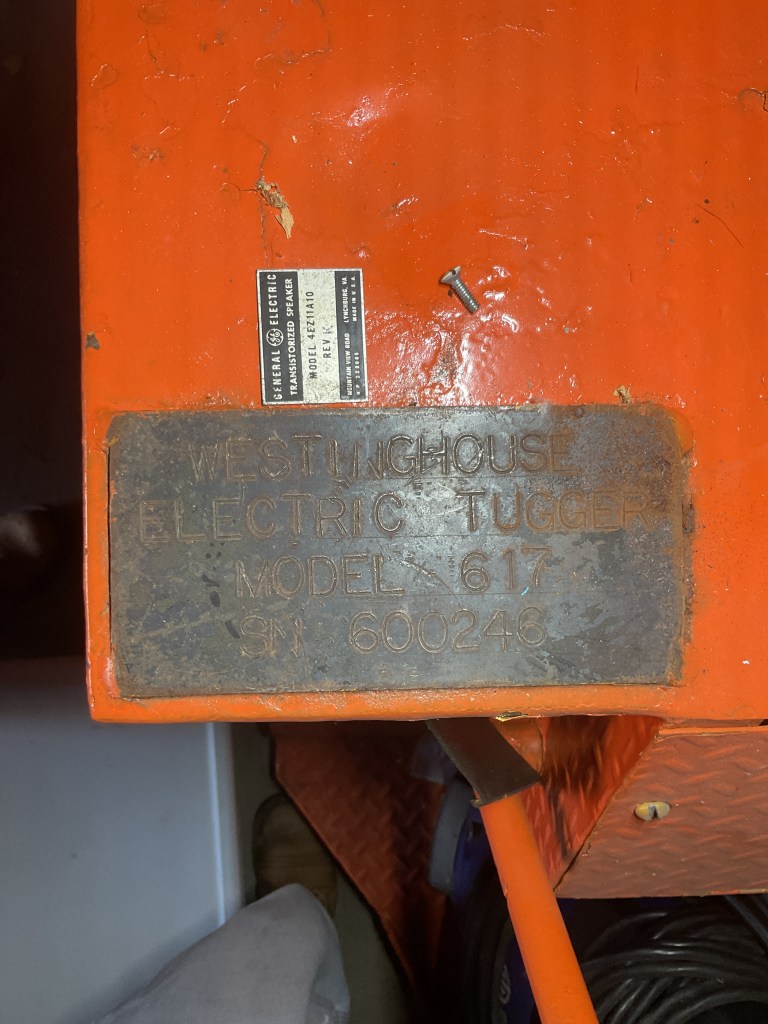 GENERAL GE ELECTRIC
TRANSISTORIZED SPEAKER
MODEL 4EZ11A10
REV K
MOUNTAIN VIEW ROAD LYNCHBURG, VA.
MADE IN U.S.A.
WESTINGHOUSE
ELECTRIC TUGGER
MODEL 617
SN 600246